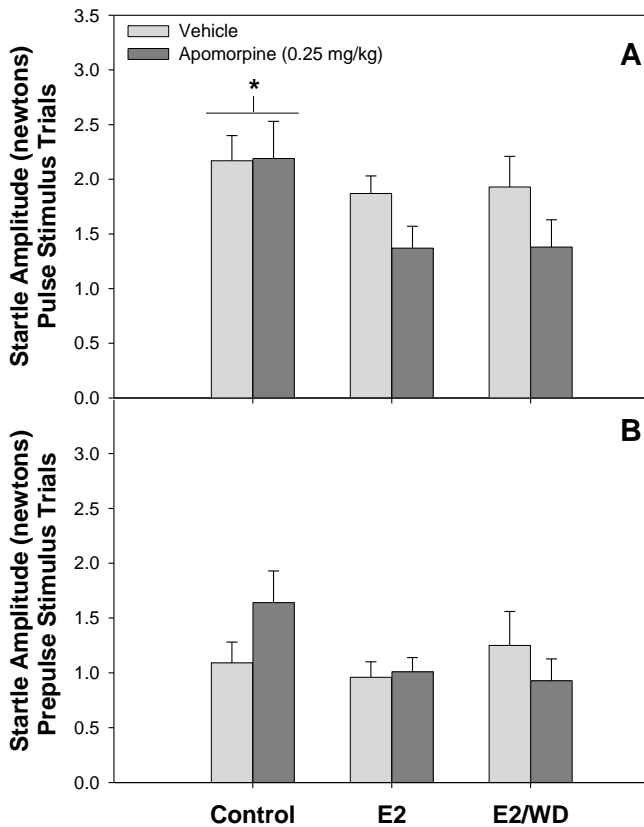 3.5
Vehicle
Apomorpine (0.25 mg/kg)
A
3.0
*
2.5
2.0
1.5
1.0
0.5
0.0
Startle Amplitude (newtons)
Pulse Stimulus Trials
B
3.0
2.5
2.0
1.5
1.0
0.5
0.0
Startle Amplitude (newtons)
Prepulse Stimulus Trials
Control E2 E2/WD